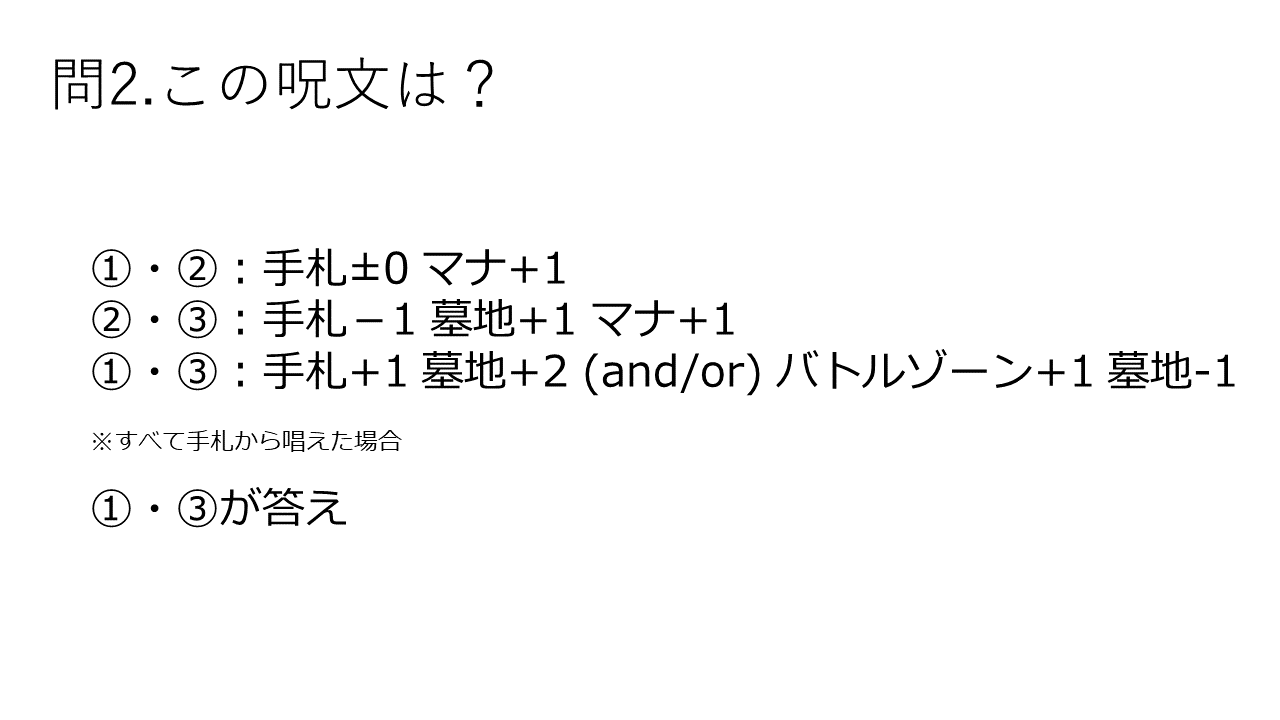 問2.この呪文は？
①・②：手札±0 マナ+1
②・③：手札－1 墓地+1 マナ+1
①・③：手札+1 墓地+2 (and/or) バトルゾーン+1 墓地-1
※すべて手札から唱えた場合
①・③が答え